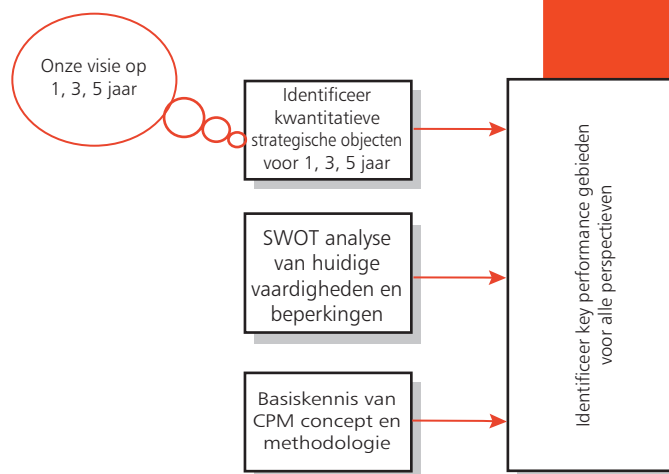 Onze visie op
1, 3, 5 jaar
Identificeer
kwantitatieve
strategische objecten
voor 1, 3, 5 jaar
SWOT analyse
van huidige
vaardigheden en
beperkingen
Basiskennis van
CPM concept en
methodologie
Identificeer key performance gebieden
voor alle perspectieven